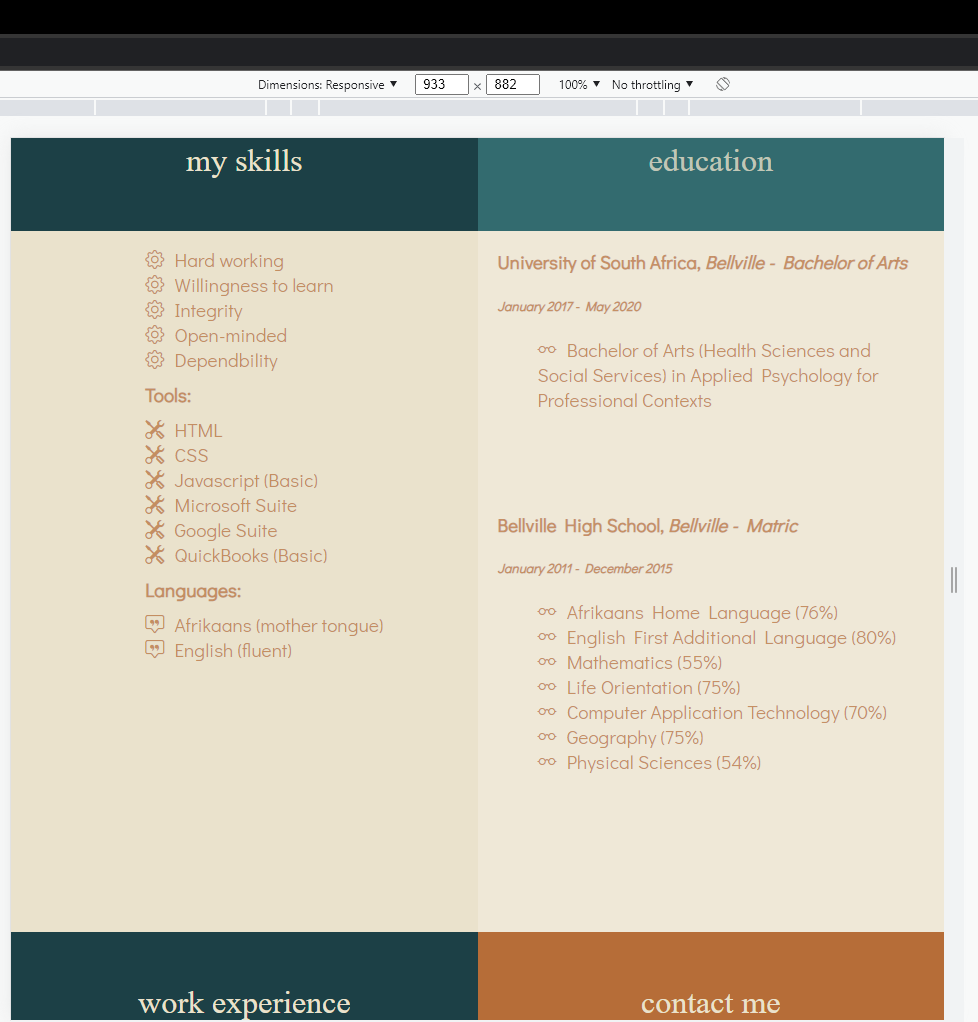 Dimensions: Responsive ▼ 933 × 882 100% ▼ No throttling ▼
my skills
Hard working
Willingness to learn
Integrity
Open-minded
Dependbility
Tools:
HTML
CSS
Javascript (Basic)
Microsoft Suite
Google Suite
QuickBooks (Basic)
Languages:
Afrikaans (mother tongue)
English (fluent)
education
University of South Africa, Bellville - Bachelor of Arts
January 2017 - May 2020
Bachelor of Arts (Health Sciences and
Social Services) in Applied Psychology for
Professional Contexts
Bellville High School, Bellville - Matric
January 2011 - December 2015
Afrikaans Home Language (76%)
English First Additional Language (80%)
Mathematics (55%)
Life Orientation (75%)
Computer Application Technology (70%)
Geography (75%)
Physical Sciences (54%)
work experience
contact me